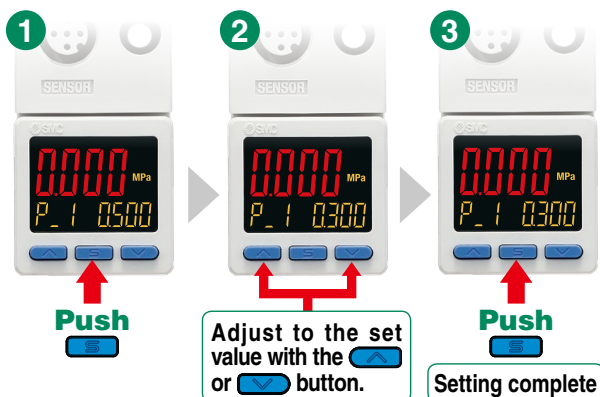 1
SENSOR
SMC
0.000 MPa
P_1 0.500
S
Push
S
2
SENSOR
SMC
0.000 MPa
P_1 0.300
S
Adjust to the set
value with the
or button.
3
SENSOR
SMC
0.000 MPa
P_1 0.300
S
Push
S
Setting complete